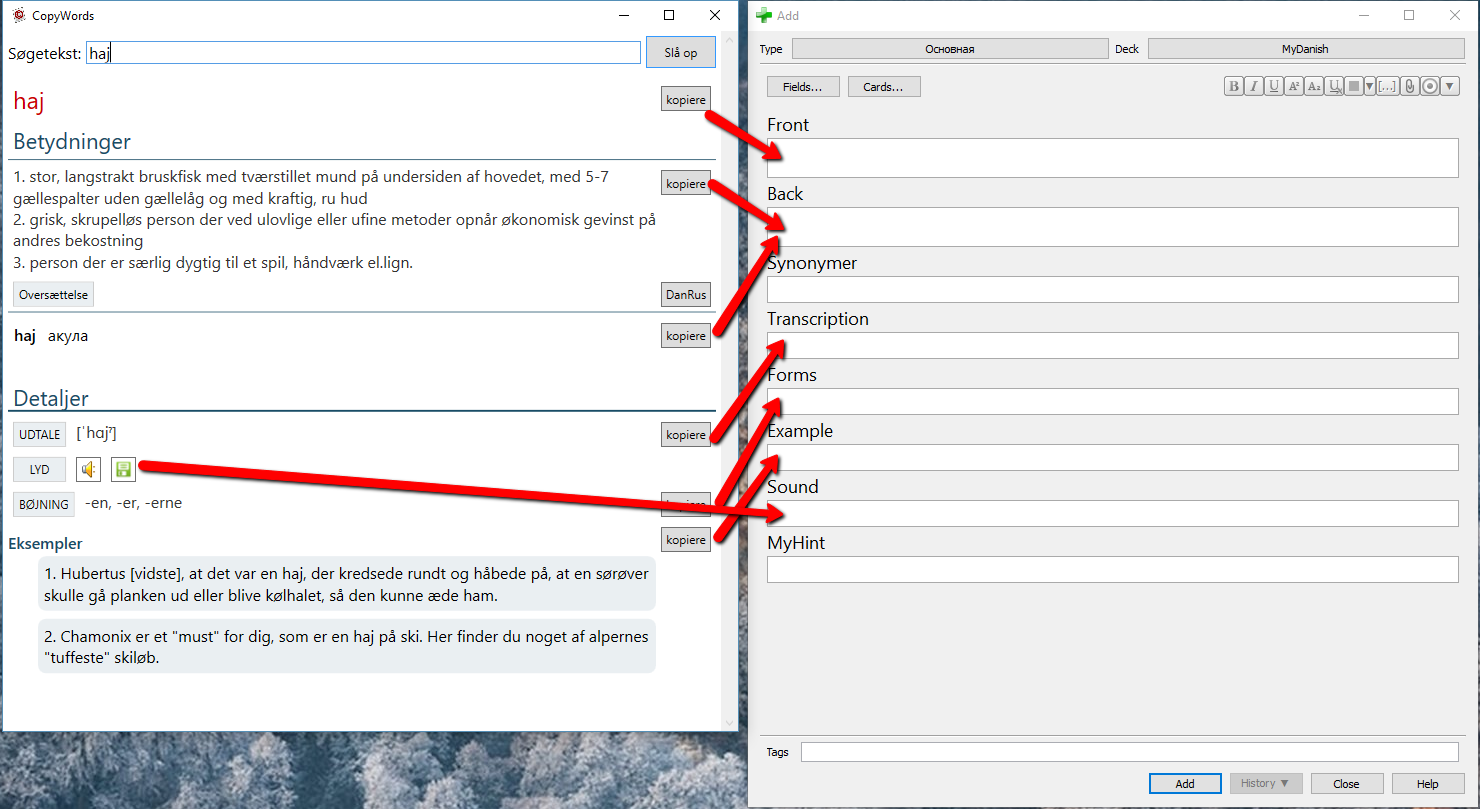 CopyWords
Søgetekst: haj
Slå op
haj
kopiere
Betydninger
1. stor, langstrakt bruskfisk med tværstillet mund på undersiden af hovedet, med 5-7
gællespalter uden gællelåg og med kraftig, ru hud
kopiere
2. grisk, skrupelløs person der ved ulovlige eller ufine metoder opnår økonomisk gevinst på
andres bekostning
3. person der er særlig dygtig til et spil, håndværk el.lign.
Oversættelse
DanRus
haj акула
kopiere
Detaljer
UDTALE [ˈhɑjˀ]
kopiere
LYD
BØJNING -en, -er, -erne
kopiere
Eksempler
kopiere
1. Hubertus [vidste], at det var en haj, der kredsede rundt og håbede på, at en sørøver
skulle gå planken ud eller blive kølhalet, så den kunne æde ham.
2. Chamonix er et "must" for dig, som er en haj på ski. Her finder du noget af alpernes
"tuffeste" skiløb.
Add
Type Основная Deck MyDanish
Fields... Cards...
B I U A² A₂ U [...]
Front
Back
Synonymer
Transcription
Forms
Example
Sound
MyHint
Tags
Add History ▼ Close Help